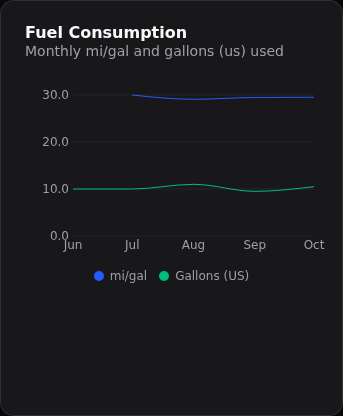 Fuel Consumption
Monthly mi/gal and gallons (us) used
30.0
20.0
10.0
0.0
Jun Jul Aug Sep Oct
mi/gal Gallons (US)